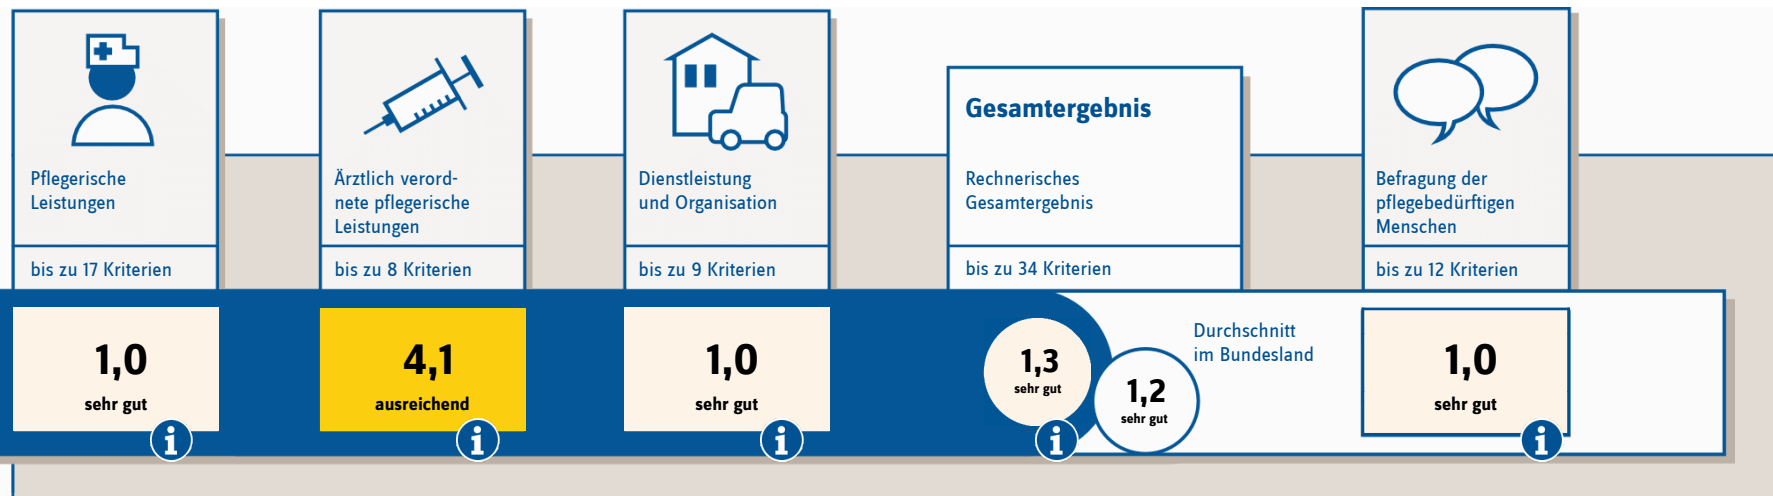 Pflegerische
Leistungen
bis zu 17 Kriterien
1,0
sehr gut
i
Ärztlich verord-
nete pflegerische
Leistungen
bis zu 8 Kriterien
4,1
ausreichend
i
Dienstleistung
und Organisation
bis zu 9 Kriterien
1,0
sehr gut
i
Gesamtergebnis
Rechnerisches
Gesamtergebnis
bis zu 34 Kriterien
1,3
sehr gut
i
1,2
sehr gut
Durchschnitt
im Bundesland
Befragung der
pflegebedürftigen
Menschen
bis zu 12 Kriterien
1,0
sehr gut
i